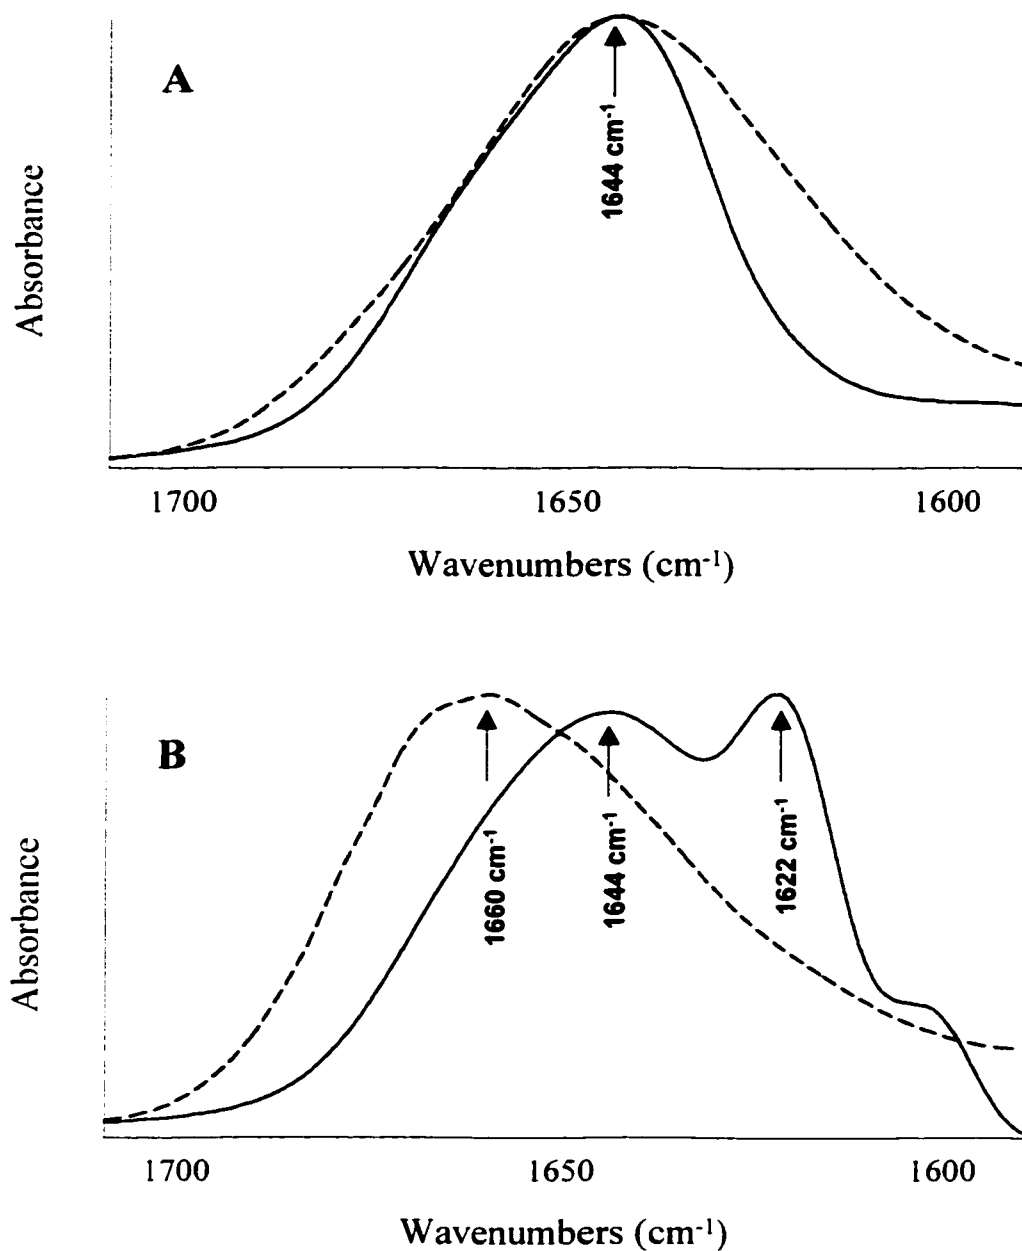 A
Absorbance
1644 cm-1
1700 1650 1600
Wavenumbers (cm-1)
B
Absorbance
1660 cm-1
1644 cm-1
1622 cm-1
1700 1650 1600
Wavenumbers (cm-1)